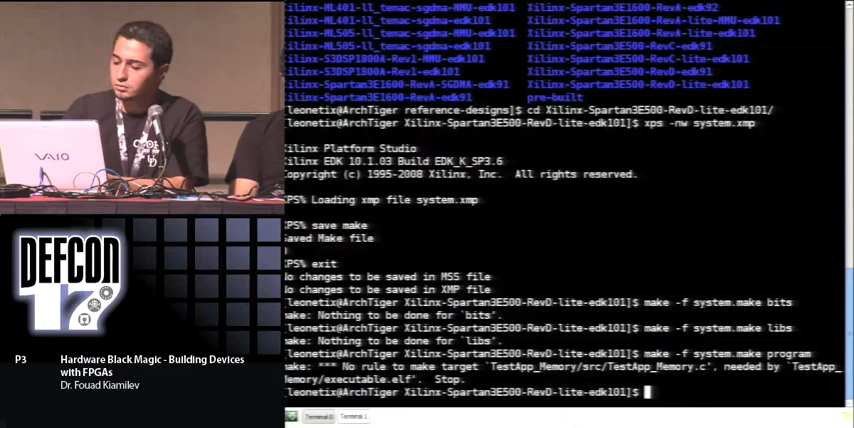 Xilinx-ML401-ll_temac-sgdma-MMU-edk101 Xilinx-Spartan3E1600-RevA-edk92
Xilinx-ML401-ll_temac-sgdma-edk101 Xilinx-Spartan3E1600-RevA-lite-MMU-edk101
Xilinx-ML505-ll_temac-sgdma-MMU-edk101 Xilinx-Spartan3E1600-RevA-lite-edk101
Xilinx-ML505-ll_temac-sgdma-edk101 Xilinx-Spartan3E500-RevC-edk91
Xilinx-S3DSP1800A-Rev1-MMU-edk101 Xilinx-Spartan3E500-RevC-lite-edk91
Xilinx-S3DSP1800A-Rev1-edk101 Xilinx-Spartan3E500-RevD-edk91
Xilinx-Spartan3E1600-RevA-SGDMA-edk91 Xilinx-Spartan3E500-RevD-lite-edk101
Xilinx-Spartan3E1600-RevA-edk91 pre-built
[leonetix@ArchTiger reference-designs]$ cd Xilinx-Spartan3E500-RevD-lite-edk101/
[leonetix@ArchTiger Xilinx-Spartan3E500-RevD-lite-edk101]$ xps -nw system.xmp
Xilinx Platform Studio
Xilinx EDK 10.1.03 Build EDK_K_SP3.6
Copyright (c) 1995-2008 Xilinx, Inc. All rights reserved.
XPS% Loading xmp file system.xmp
XPS% save make
Saved Make file
XPS% exit
No changes to be saved in MSS file
No changes to be saved in XMP file
[leonetix@ArchTiger Xilinx-Spartan3E500-RevD-lite-edk101]$ make -f system.make bits
make: Nothing to be done for `bits'.
[leonetix@ArchTiger Xilinx-Spartan3E500-RevD-lite-edk101]$ make -f system.make libs
make: Nothing to be done for `libs'.
[leonetix@ArchTiger Xilinx-Spartan3E500-RevD-lite-edk101]$ make -f system.make program
make: *** No rule to make target `TestApp_Memory/src/TestApp_Memory.c', needed by `TestApp_
Memory/executable.elf'. Stop.
[leonetix@ArchTiger Xilinx-Spartan3E500-RevD-lite-edk101]$
Terminal 0 Terminal 1
VAIO
DEFCON
17
P3 Hardware Black Magic - Building Devices
with FPGAs
Dr. Fouad Kiamilev